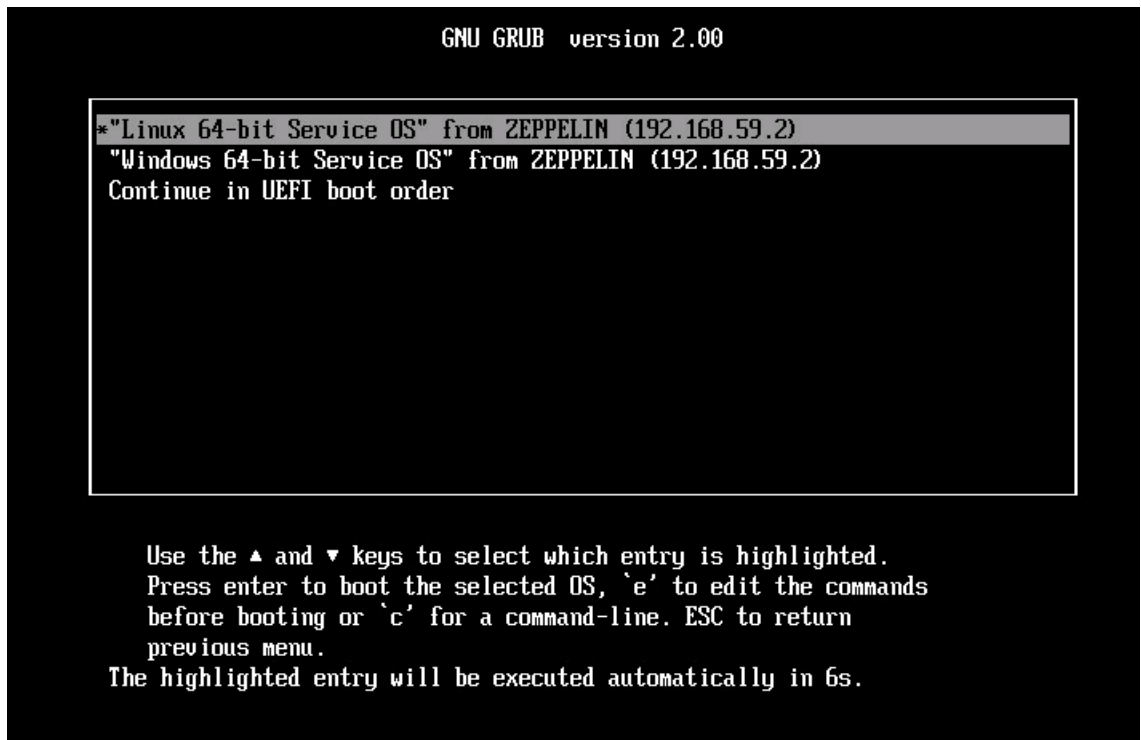 GNU GRUB  version 2.00
*"Linux 64-bit Service OS" from ZEPPELIN (192.168.59.2)
"Windows 64-bit Service OS" from ZEPPELIN (192.168.59.2)
Continue in UEFI boot order
Use the ▲ and ▼ keys to select which entry is highlighted.
Press enter to boot the selected OS, `e' to edit the commands
before booting or `c' for a command-line. ESC to return
previous menu.
The highlighted entry will be executed automatically in 6s.